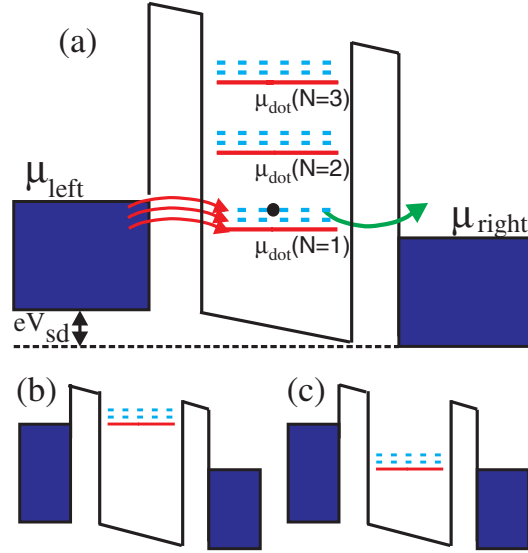 (a)
μdot(N=3)
μdot(N=2)
μleft
μright
μdot(N=1)
eVsd
(b)
(c)